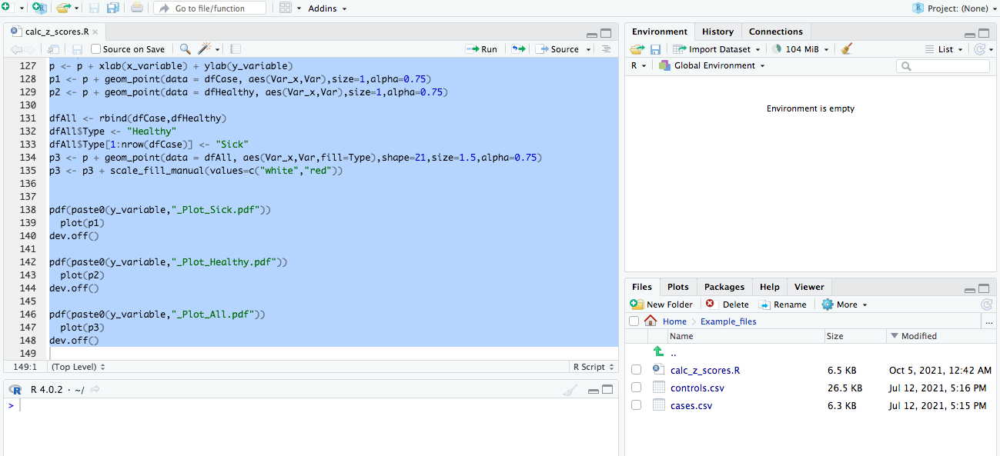 Go to file/function
Addins
Project: (None)
calc_z_scores.R
Source on Save
Run
Source
127 p <- p + xlab(x_variable) + ylab(y_variable)
128 p1 <- p + geom_point(data = dfCase, aes(Var_x,Var),size=1,alpha=0.75)
129 p2 <- p + geom_point(data = dfHealthy, aes(Var_x,Var),size=1,alpha=0.75)
130
131 dfAll <- rbind(dfCase,dfHealthy)
132 dfAll$Type <- "Healthy"
133 dfAll$Type[1:nrow(dfCase)] <- "Sick"
134 p3 <- p + geom_point(data = dfAll, aes(Var_x,Var,fill=Type),shape=21,size=1.5,alpha=0.75)
135 p3 <- p3 + scale_fill_manual(values=c("white","red"))
136
137
138 pdf(paste0(y_variable,"_Plot_Sick.pdf"))
139   plot(p1)
140 dev.off()
141
142 pdf(paste0(y_variable,"_Plot_Healthy.pdf"))
143   plot(p2)
144 dev.off()
145
146 pdf(paste0(y_variable,"_Plot_All.pdf"))
147   plot(p3)
148 dev.off()
149
149:1 (Top Level) R Script
R 4.0.2 · ~/
>
Environment History Connections
Import Dataset 104 MiB List
R Global Environment
Environment is empty
Files Plots Packages Help Viewer
New Folder Delete Rename More
Home Example_files ...
Name Size Modified
..
calc_z_scores.R 6.5 KB Oct 5, 2021, 12:42 AM
controls.csv 26.5 KB Jul 12, 2021, 5:16 PM
cases.csv 6.3 KB Jul 12, 2021, 5:15 PM